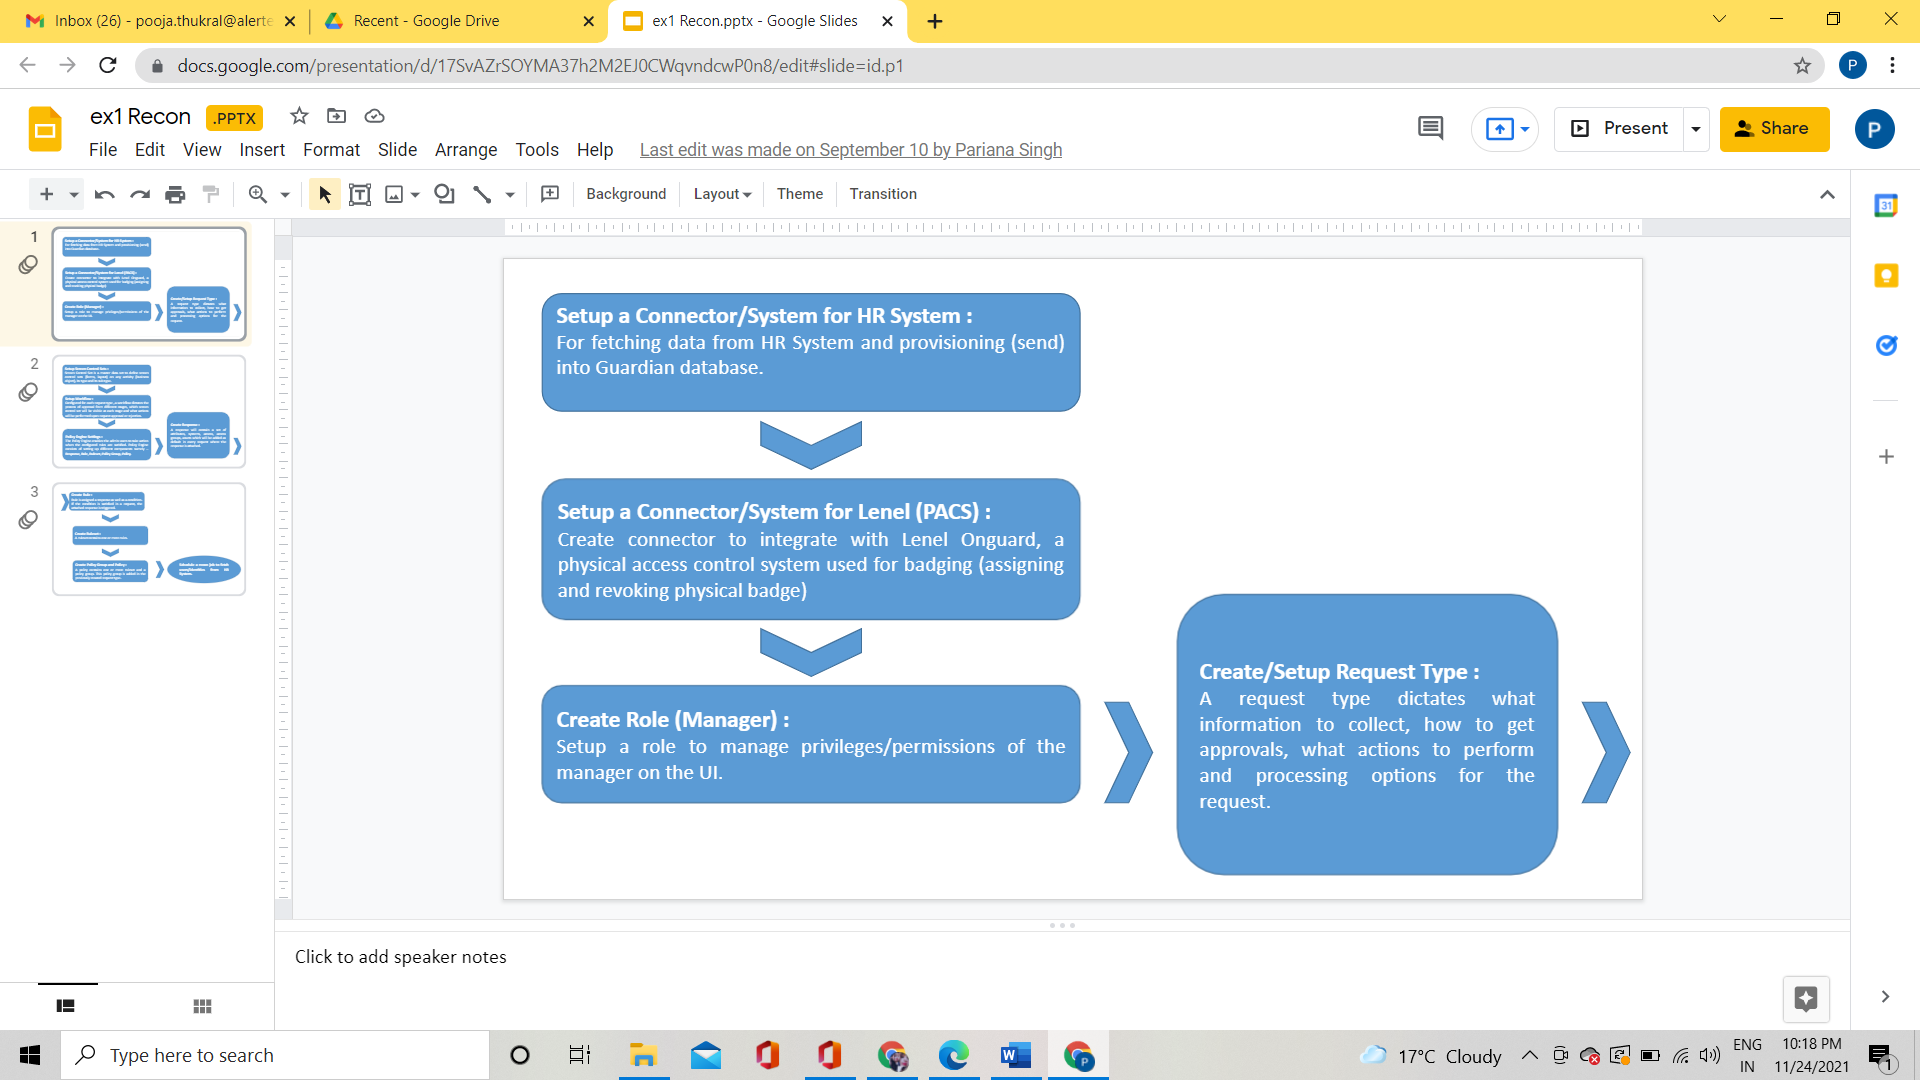 Inbox (26) - pooja.thukral@alerte
Recent - Google Drive
ex1 Recon.pptx - Google Slides
docs.google.com/presentation/d/17SvAZrSOYMA37h2M2EJ0CWqvndcwP0n8/edit#slide=id.p1
P
ex1 Recon
.PPTX
File Edit View Insert Format Slide Arrange Tools Help
Last edit was made on September 10 by Pariana Singh
Present
Share
P
Background Layout Theme Transition
31
1
2
3
Setup a Connector/System for HR System :
For fetching data from HR System and provisioning (send)
into Guardian database.
Setup a Connector/System for Lenel (PACS) :
Create connector to integrate with Lenel Onguard, a
physical access control system used for badging (assigning
and revoking physical badge)
Create Role (Manager) :
Setup a role to manage privileges/permissions of the
manager on the UI.
Create/Setup Request Type :
A request type dictates what
information to collect, how to get
approvals, what actions to perform
and processing options for the
request.
Click to add speaker notes
Type here to search
17°C Cloudy
ENG
IN
10:18 PM
11/24/2021
1